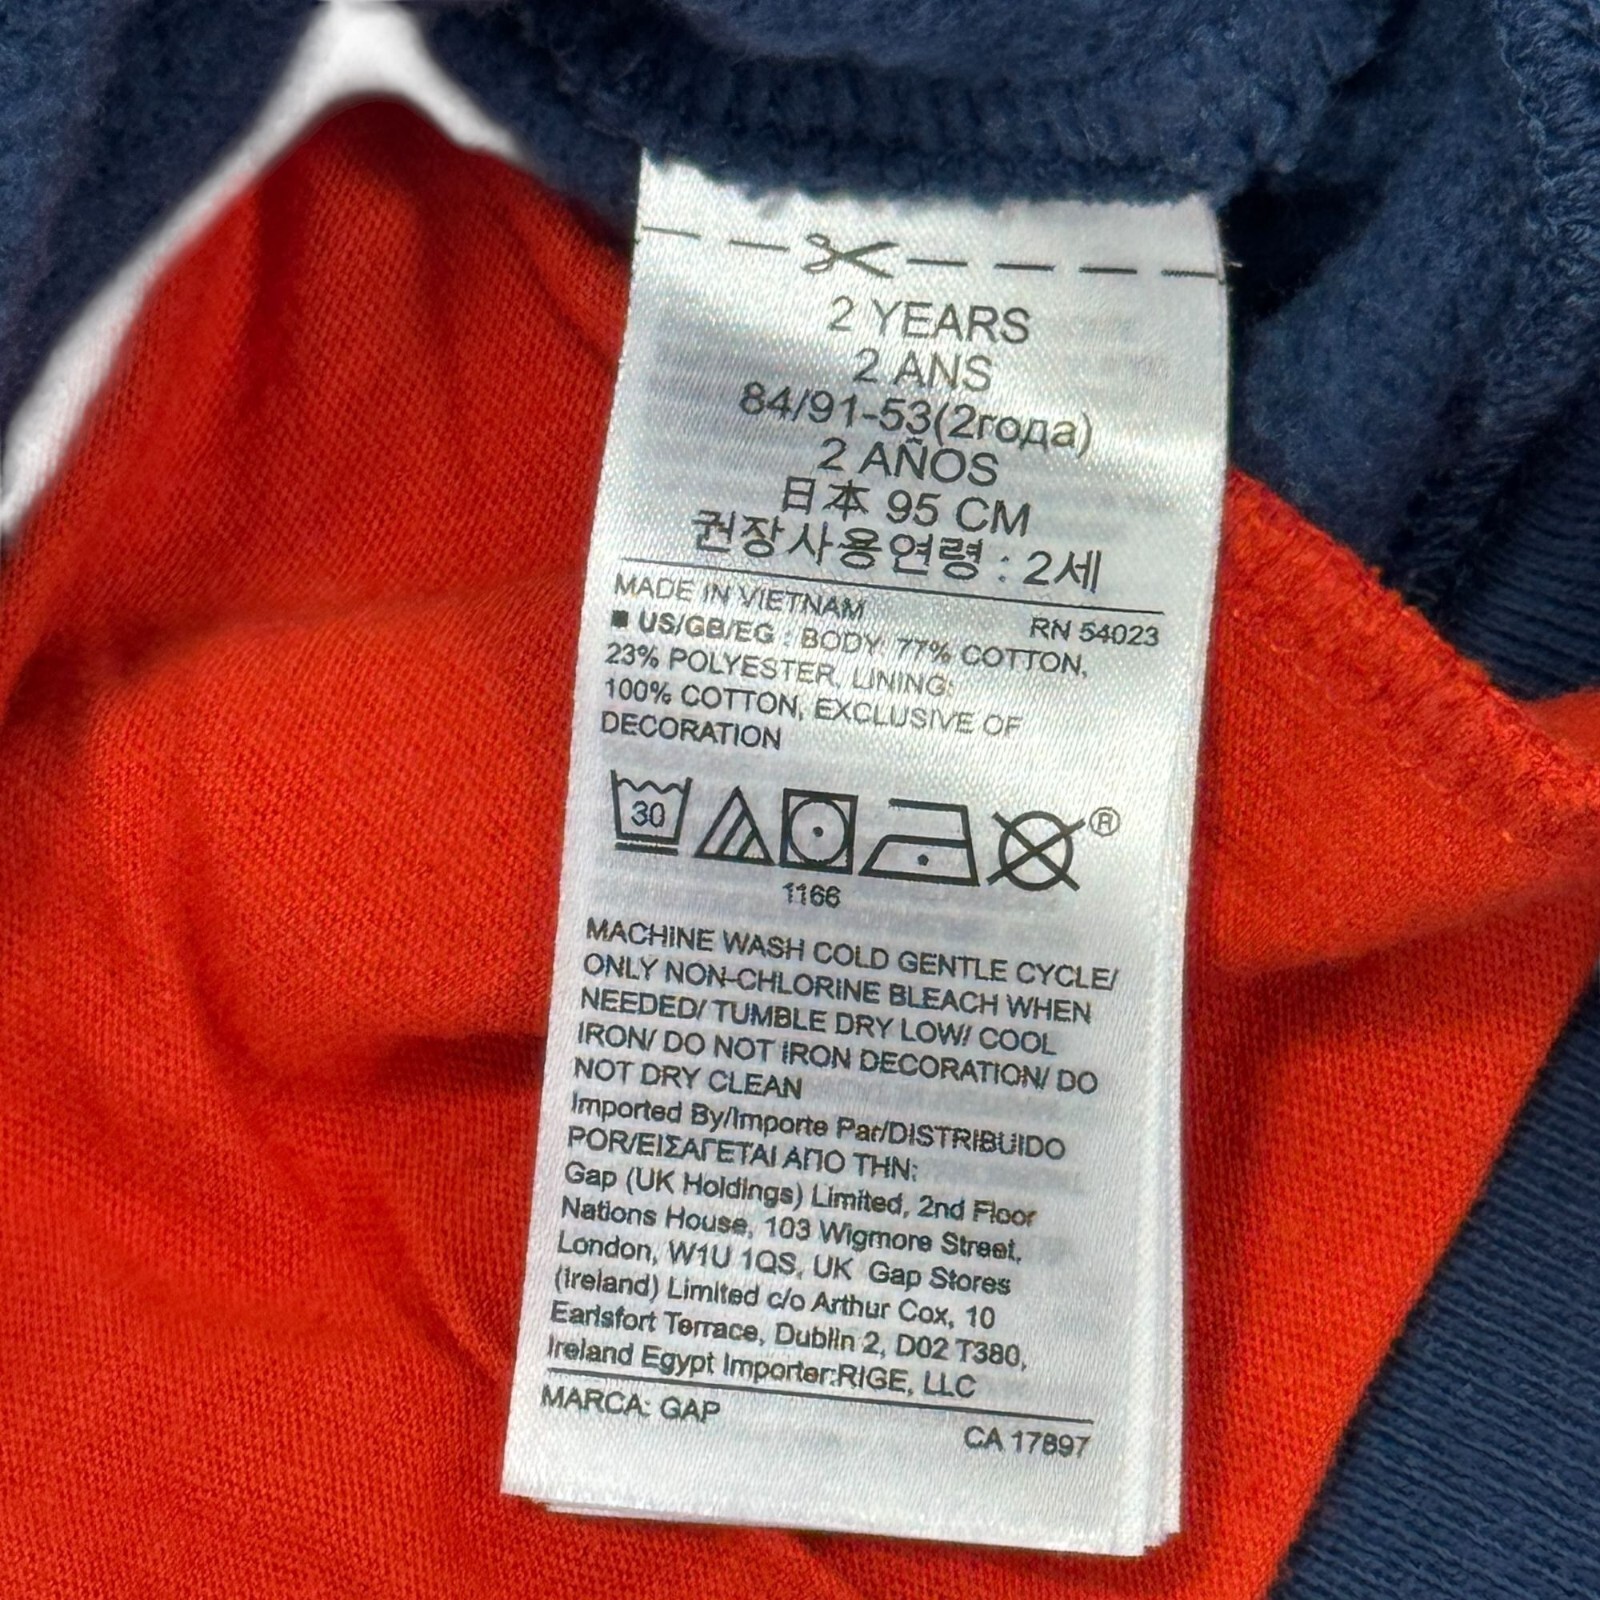 2 YEARS
2 ANS
84/91-53(2года)
2 AÑOS
日本 95 CM
권장사용연령 : 2세
MADE IN VIETNAM
RN 54023
■ US/GB/EG : BODY: 77% COTTON,
23% POLYESTER, LINING:
100% COTTON, EXCLUSIVE OF
DECORATION
30
®
1166
MACHINE WASH COLD GENTLE CYCLE/
ONLY NON-CHLORINE BLEACH WHEN
NEEDED/ TUMBLE DRY LOW/ COOL
IRON/ DO NOT IRON DECORATION/ DO
NOT DRY CLEAN
Imported By/Importe Par/DISTRIBUIDO
POR/ΕΙΣΑΓΕΤΑΙ ΑΠΟ ΤΗΝ:
Gap (UK Holdings) Limited, 2nd Floor
Nations House, 103 Wigmore Street,
London, W1U 1QS, UK Gap Stores
(Ireland) Limited c/o Arthur Cox, 10
Earlsfort Terrace, Dublin 2, D02 T380,
Ireland Egypt Importer:RIGE, LLC
MARCA: GAP
CA 17897